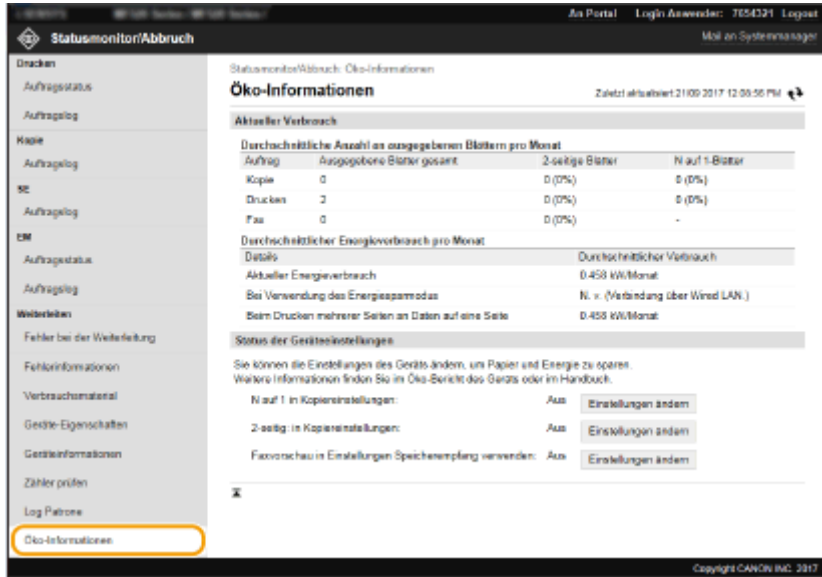 An Portal Login Anwender: 7654321 Logout
Statusmonitor/Abbruch Mail an Systemmanager
Drucken
Auftragsstatus
Auftragslog
Kopie
Auftragslog
SE
Auftragslog
EM
Auftragsstatus
Auftragslog
Weiterleiten
Fehler bei der Weiterleitung
Fehlerinformationen
Verbrauchsmaterial
Geräte-Eigenschaften
Geräteinformationen
Zähler prüfen
Log Patrone
Öko-Informationen
Statusmonitor/Abbruch: Öko-Informationen
Öko-Informationen Zuletzt aktualisiert:21/09 2017 12:08:56 PM
Aktueller Verbrauch
Durchschnittliche Anzahl an ausgegebenen Blättern pro Monat
Auftrag Ausgegebene Blätter gesamt 2-seitige Blätter N auf 1-Blätter
Kopie 0 0 (0%) 0 (0%)
Drucken 2 0 (0%) 0 (0%)
Fax 0 0 (0%) -
Durchschnittlicher Energieverbrauch pro Monat
Details Durchschnittlicher Verbrauch
Aktueller Energieverbrauch 0.458 kW/Monat
Bei Verwendung des Energiesparmodus N. v. (Verbindung über Wired LAN.)
Beim Drucken mehrerer Seiten an Daten auf eine Seite 0.458 kW/Monat
Status der Geräteeinstellungen
Sie können die Einstellungen des Geräts ändern, um Papier und Energie zu sparen.
Weitere Informationen finden Sie im Öko-Bericht des Geräts oder im Handbuch.
N auf 1 in Kopiereinstellungen: Aus Einstellungen ändern
2-seitig: in Kopiereinstellungen: Aus Einstellungen ändern
Faxvorschau in Einstellungen Speicherempfang verwenden: Aus Einstellungen ändern
Copyright CANON INC. 2017